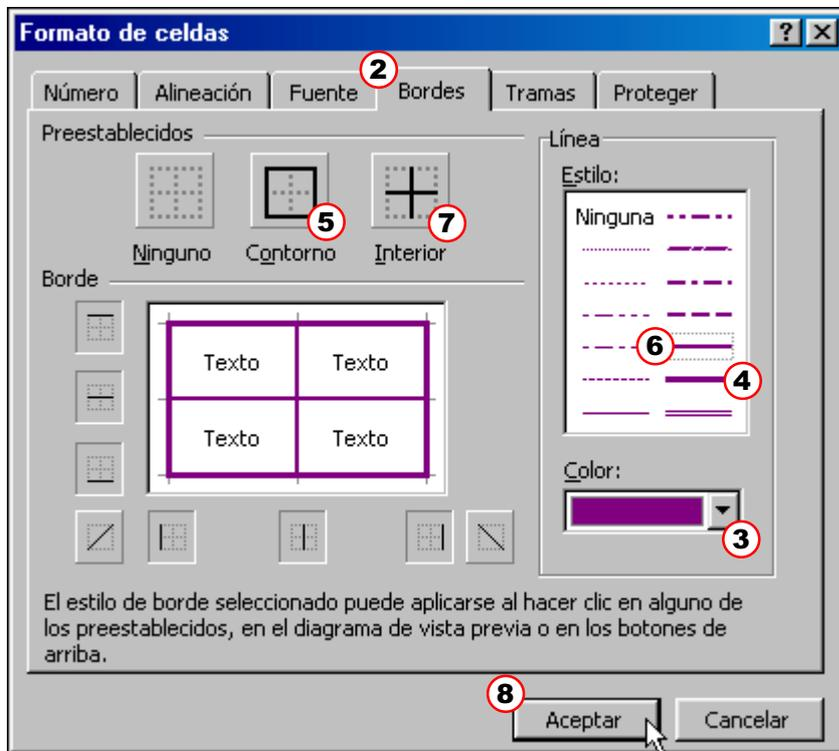 Formato de celdas
2
Número Alineación Fuente Bordes Tramas Proteger
Preestablecidos
5
7
Ninguno Contorno Interior
Línea
Estilo:
Ninguna
6
4
Color:
3
Borde
Texto Texto
Texto Texto
El estilo de borde seleccionado puede aplicarse al hacer clic en alguno de
los preestablecidos, en el diagrama de vista previa o en los botones de
arriba.
8
Aceptar Cancelar